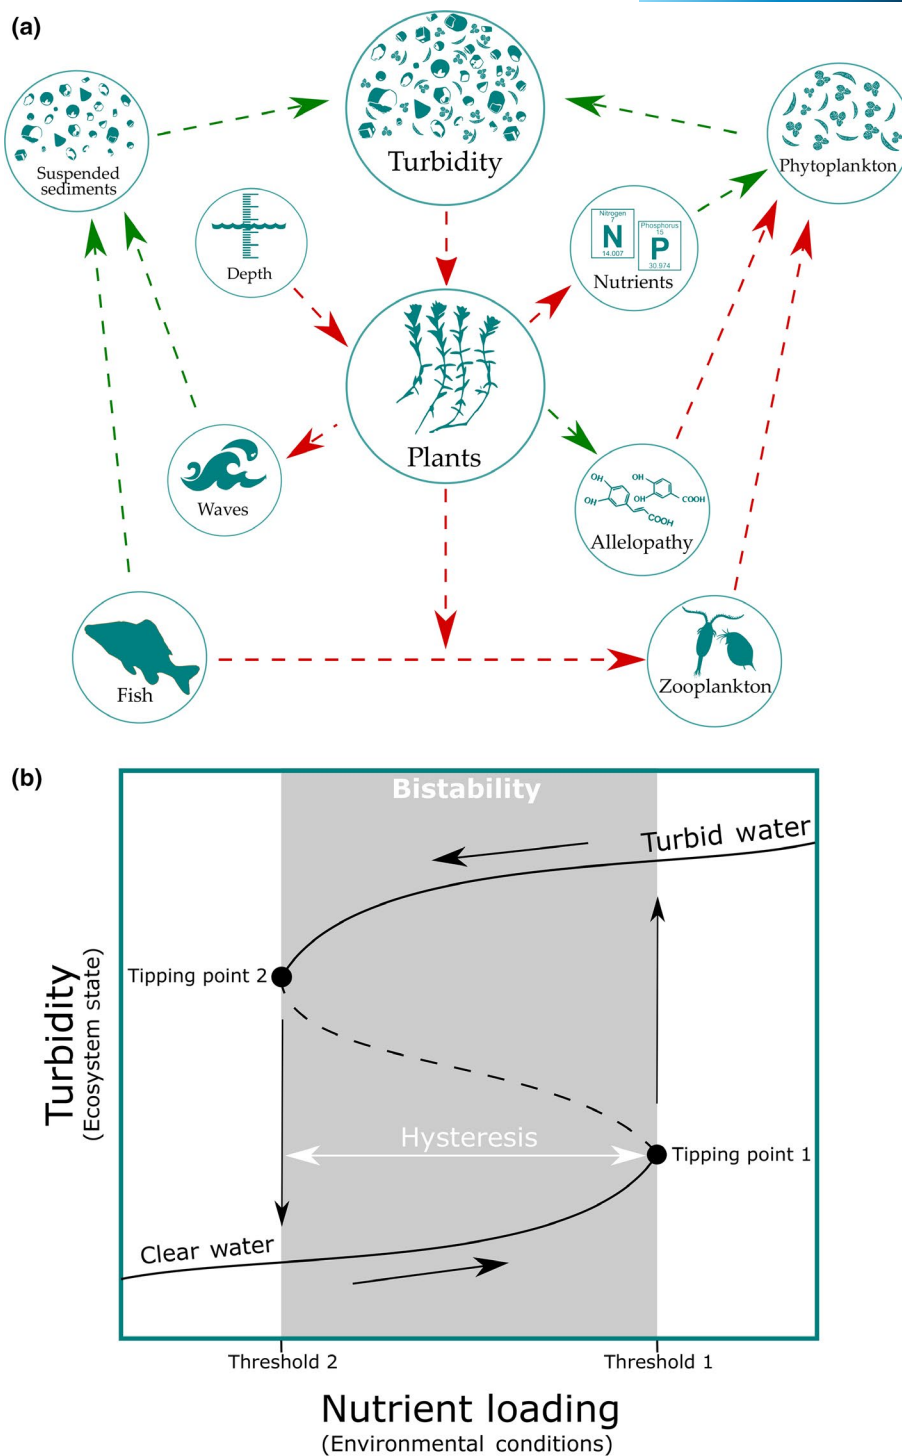 (a)
Turbidity
Suspended
sediments
Phytoplankton
Depth
Nitrogen
7
N
14.007
Phosphorus
15
P
30.974
Nutrients
Plants
Waves
OH
OH
OH
OH
COOH
COOH
Allelopathy
Fish
Zooplankton
(b)
Bistability
Turbid water
Tipping point 2
Turbidity
(Ecosystem state)
Hysteresis
Tipping point 1
Clear water
Threshold 2
Threshold 1
Nutrient loading
(Environmental conditions)